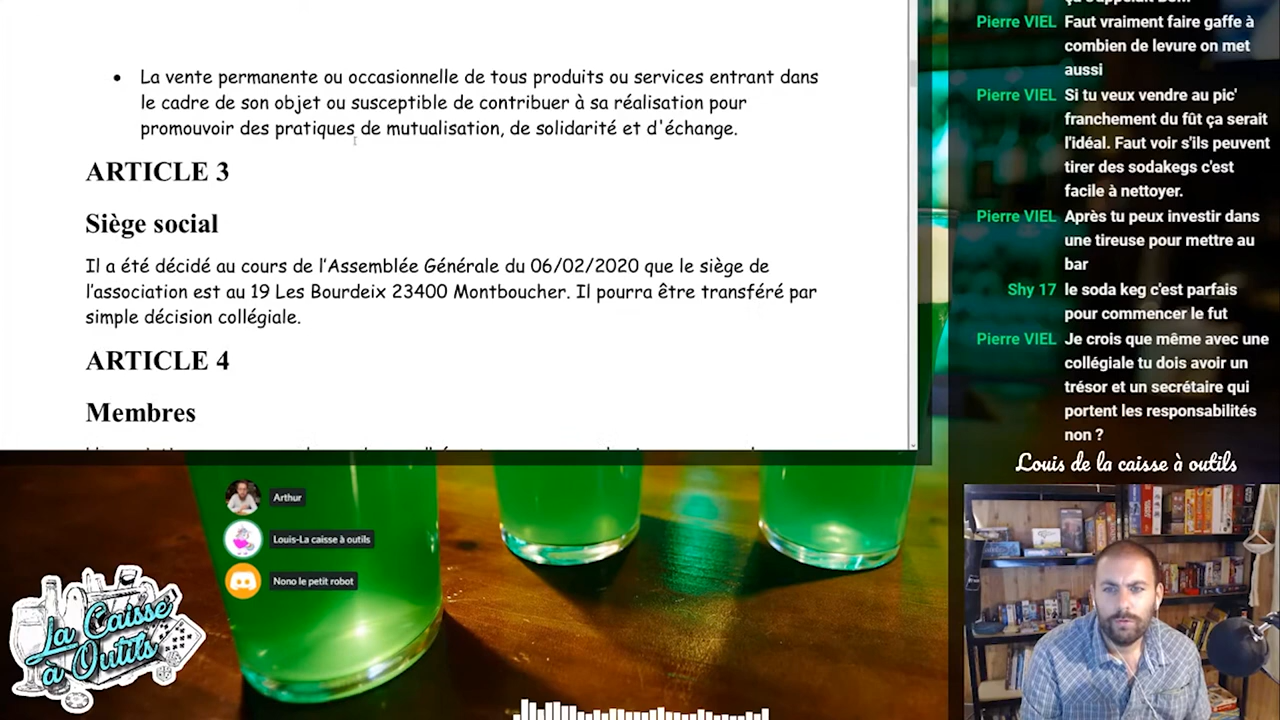 • La vente permanente ou occasionnelle de tous produits ou services entrant dans
le cadre de son objet ou susceptible de contribuer à sa réalisation pour
promouvoir des pratiques de mutualisation, de solidarité et d'échange.
ARTICLE 3
Siège social
Il a été décidé au cours de l'Assemblée Générale du 06/02/2020 que le siège de
l'association est au 19 Les Bourdeix 23400 Montboucher. Il pourra être transféré par
simple décision collégiale.
ARTICLE 4
Membres
Pierre VIEL Faut vraiment faire gaffe à
combien de levure on met
aussi
Pierre VIEL Si tu veux vendre au pic'
franchement du fût ça serait
l'idéal. Faut voir s'ils peuvent
tirer des sodakegs c'est
facile à nettoyer.
Pierre VIEL Après tu peux investir dans
une tireuse pour mettre au
bar
Shy 17 le soda keg c'est parfais
pour commencer le fut
Pierre VIEL Je crois que même avec une
collégiale tu dois avoir un
trésor et un secrétaire qui
portent les responsabilités
non ?
Louis de la caisse à outils
Arthur
Louis-La caisse à outils
Nono le petit robot
La Caisse
à Outils